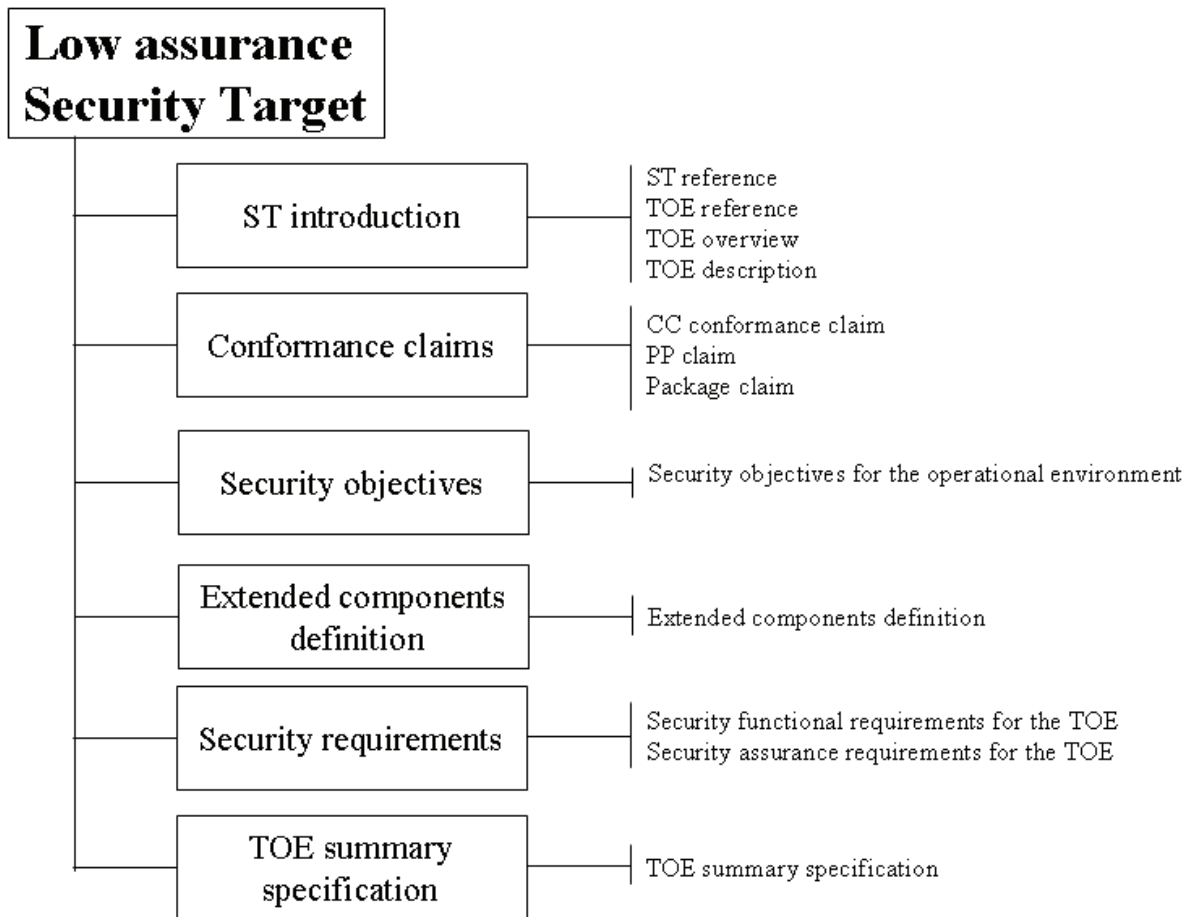 Low assurance
Security Target
ST introduction
ST reference
TOE reference
TOE overview
TOE description
Conformance claims
CC conformance claim
PP claim
Package claim
Security objectives
Security objectives for the operational environment
Extended components
definition
Extended components definition
Security requirements
Security functional requirements for the TOE
Security assurance requirements for the TOE
TOE summary
specification
TOE summary specification